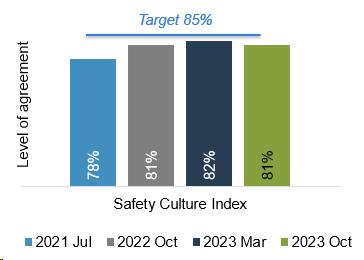 Target 85%
Level of agreement
78%
81%
82%
81%
Safety Culture Index
2021 Jul
2022 Oct
2023 Mar
2023 Oct